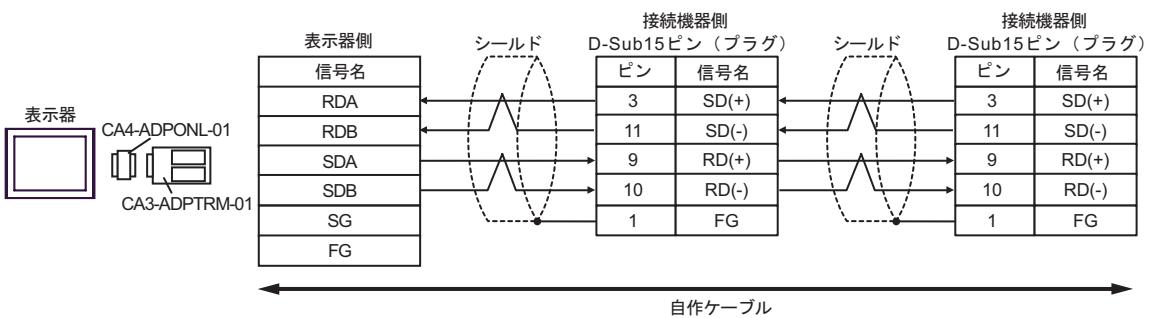 表示器
CA4-ADPONL-01
CA3-ADPTRM-01
表示器側
信号名
RDA
RDB
SDA
SDB
SG
FG
シールド
接続機器側
D-Sub15ピン（プラグ）
ピン 信号名
3 SD(+)
11 SD(-)
9 RD(+)
10 RD(-)
1 FG
シールド
接続機器側
D-Sub15ピン（プラグ）
ピン 信号名
3 SD(+)
11 SD(-)
9 RD(+)
10 RD(-)
1 FG
自作ケーブル